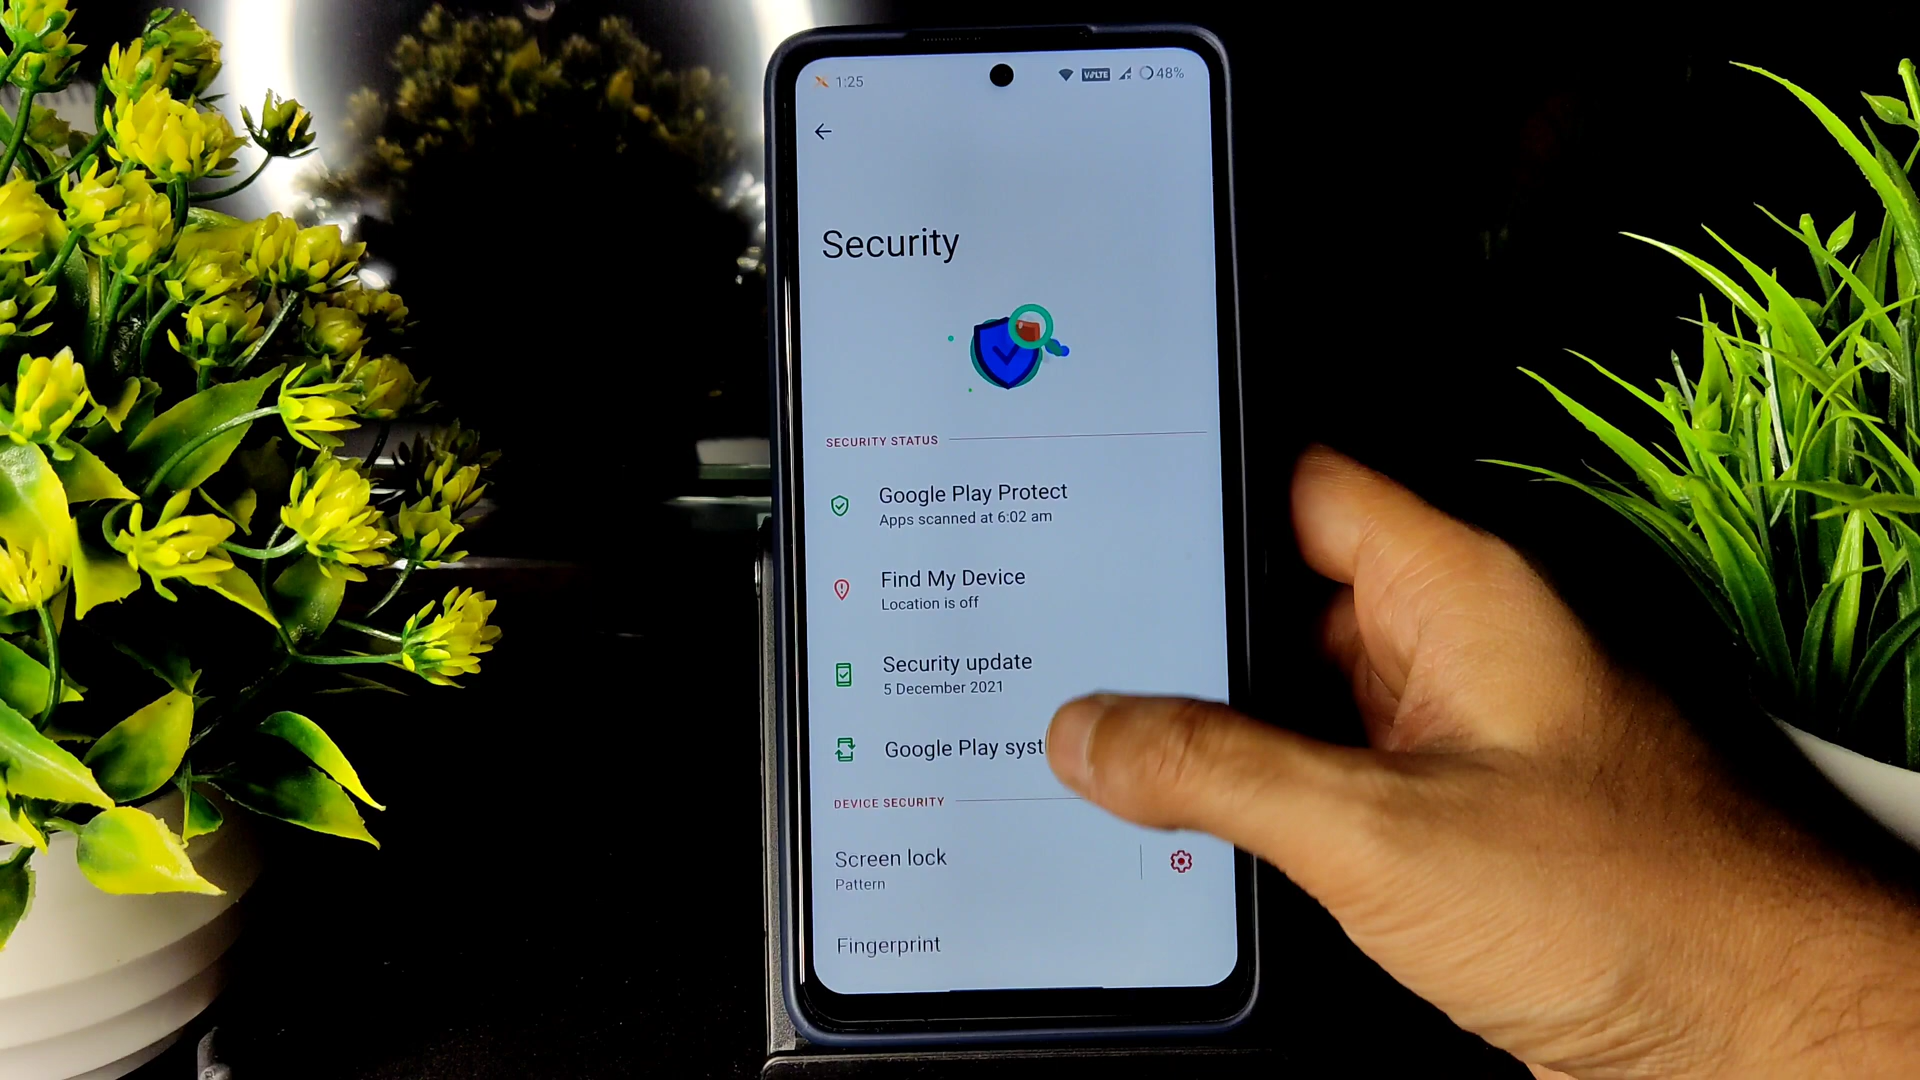 1:25
VoLTE
48%
Security
SECURITY STATUS
Google Play Protect
Apps scanned at 6:02 am
Find My Device
Location is off
Security update
5 December 2021
Google Play syst
DEVICE SECURITY
Screen lock
Pattern
Fingerprint